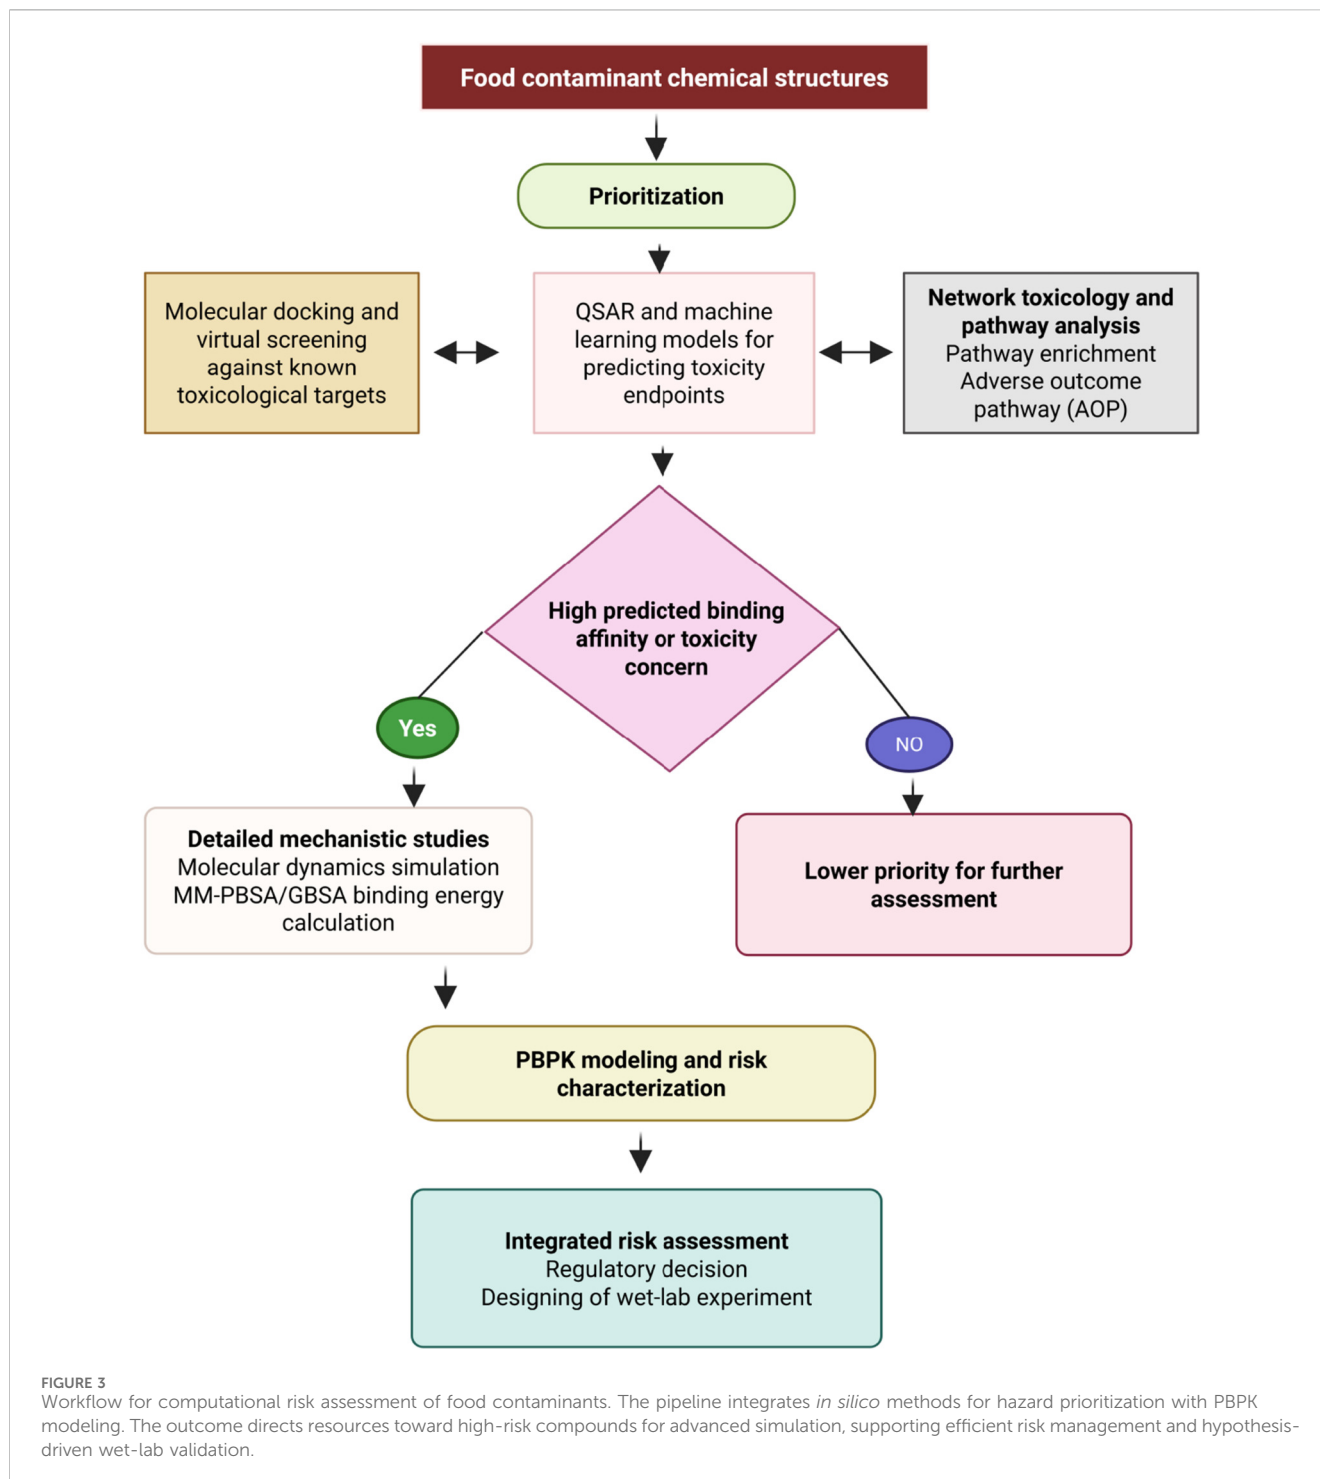 Food contaminant chemical structures
Prioritization
Molecular docking and
virtual screening
against known
toxicological targets
QSAR and machine
learning models for
predicting toxicity
endpoints
Network toxicology and
pathway analysis
Pathway enrichment
Adverse outcome
pathway (AOP)
High predicted binding
affinity or toxicity
concern
Yes
NO
Detailed mechanistic studies
Molecular dynamics simulation
MM-PBSA/GBSA binding energy
calculation
Lower priority for further
assessment
PBPK modeling and risk
characterization
Integrated risk assessment
Regulatory decision
Designing of wet-lab experiment
FIGURE 3
Workflow for computational risk assessment of food contaminants. The pipeline integrates in silico methods for hazard prioritization with PBPK
modeling. The outcome directs resources toward high-risk compounds for advanced simulation, supporting efficient risk management and hypothesis-
driven wet-lab validation.